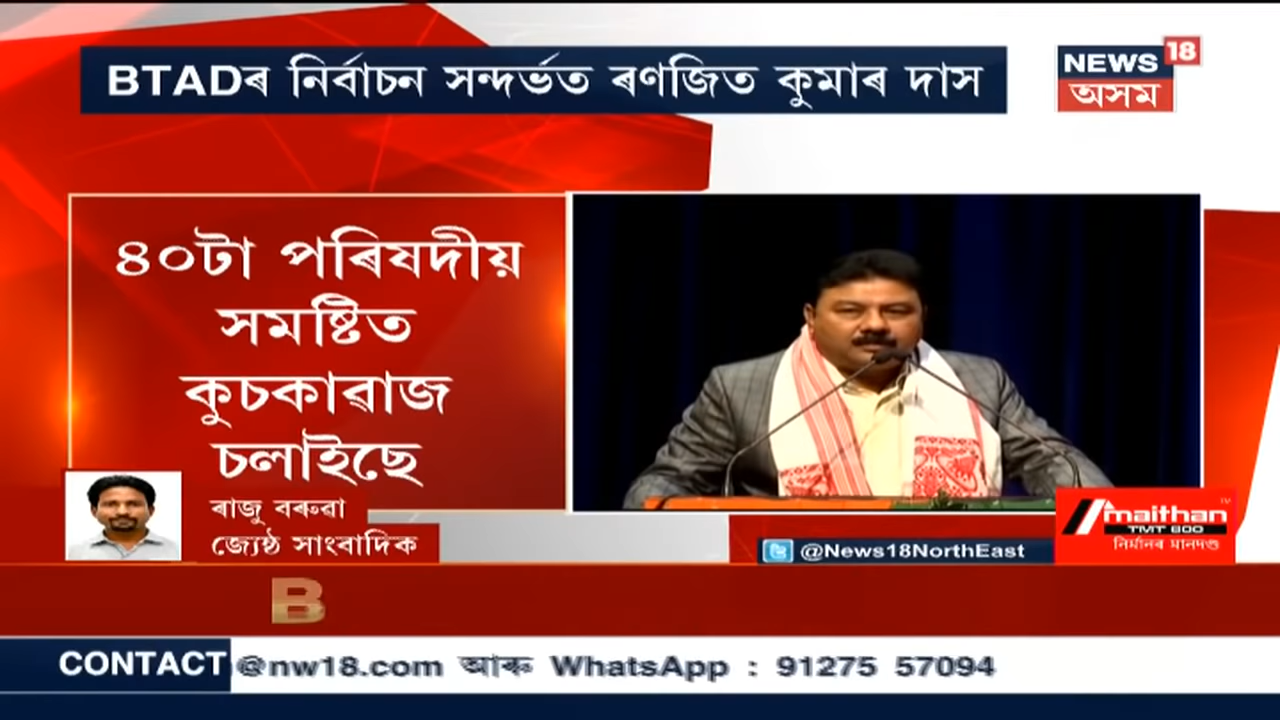 BTADৰ নিৰ্বাচন সন্দৰ্ভত ৰণজিত কুমাৰ দাস
NEWS 18
অসম
৪০টা পৰিষদীয়
সমষ্টিত
কুচকাৱাজ
চলাইছে
ৰাজু বৰুৱা
জ্যেষ্ঠ সাংবাদিক
@News18NorthEast
maithan
TMT 600
নিৰ্মানৰ মানদণ্ড
B
CONTACT @nw18.com আৰু WhatsApp : 91275 57094